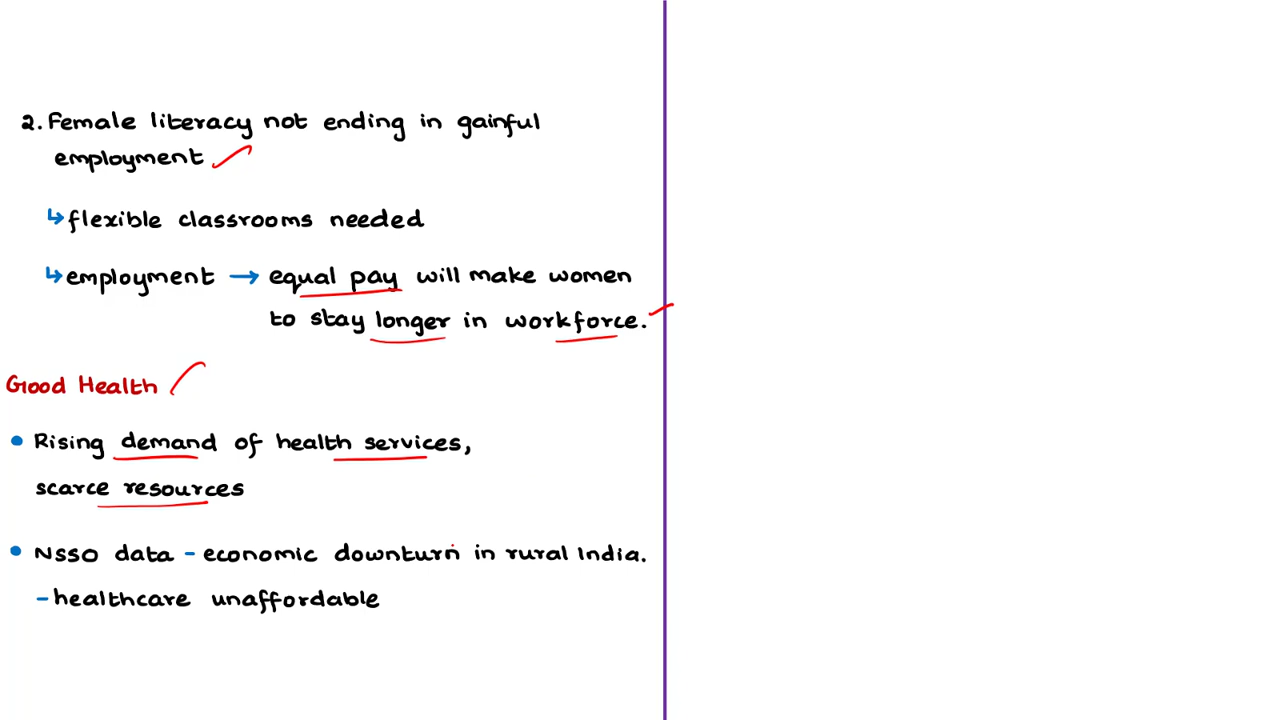 2. Female literacy not ending in gainful
employment
↳ flexible classrooms needed
↳ employment → equal pay will make women
to stay longer in workforce.
Good Health
• Rising demand of health services,
scarce resources
• NSSO data - economic downturn in rural India.
- healthcare unaffordable